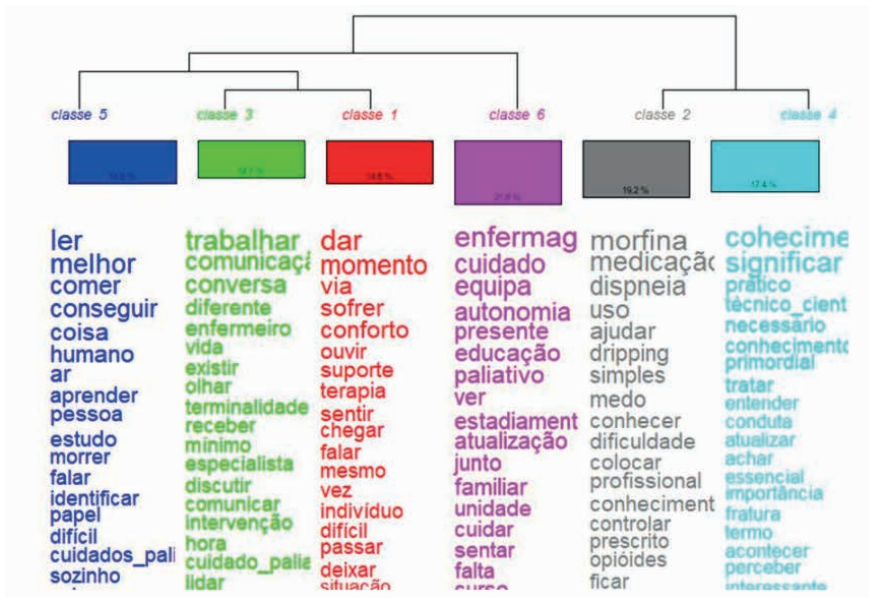 classe 5
classe 3
classe 1
classe 6
classe 2
classe 4
14.6 %
19.2 %
17.4 %
ler
melhor
comer
conseguir
coisa
humano
ar
aprender
pessoa
estudo
morrer
falar
identificar
papel
difícil
cuidados_pali
sozinho
trabalhar
comunicaçã
conversa
diferente
enfermeiro
vida
existir
olhar
terminalidade
receber
mínimo
especialista
discutir
comunicar
intervenção
hora
cuidado_palia
lidar
dar
momento
via
sofrer
conforto
ouvir
suporte
terapia
sentir
chegar
falar
mesmo
vez
indivíduo
difícil
passar
deixar
situação
enfermag
cuidado
equipa
autonomia
presente
educação
paliativo
ver
estadiament
atualização
junto
familiar
unidade
cuidar
sentar
falta
curso
morfina
medicação
dispneia
uso
ajudar
dripping
simples
medo
conhecer
dificuldade
colocar
profissional
conheciment
controlar
prescrito
opióides
ficar
cohecime
significar
prático
técnico_cient
necessário
conhecimento
primordial
tratar
entender
conduta
atualizar
achar
essencial
importância
fratura
termo
acontecer
perceber
interessante